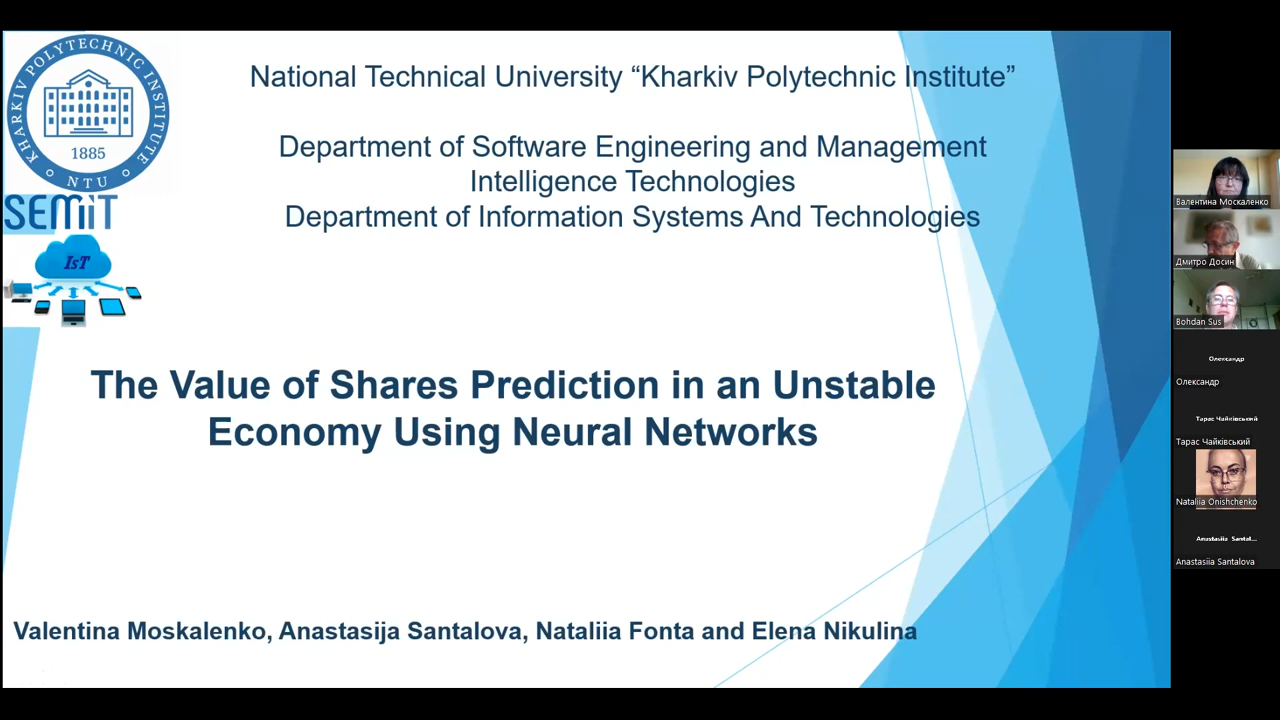 KHARKIV POLYTECHNIC INSTITUTE
1885
NTU
SEMIT
IsT
National Technical University “Kharkiv Polytechnic Institute”
Department of Software Engineering and Management
Intelligence Technologies
Department of Information Systems And Technologies
The Value of Shares Prediction in an Unstable
Economy Using Neural Networks
Valentina Moskalenko, Anastasija Santalova, Nataliia Fonta and Elena Nikulina
Валентина Москаленко
Дмитро Досин
Bohdan Sus
Олександр
Олександр
Тарас Чайківський
Тарас Чайківський
Nataliia Onishchenko
Anastasiia Santal...
Anastasiia Santalova